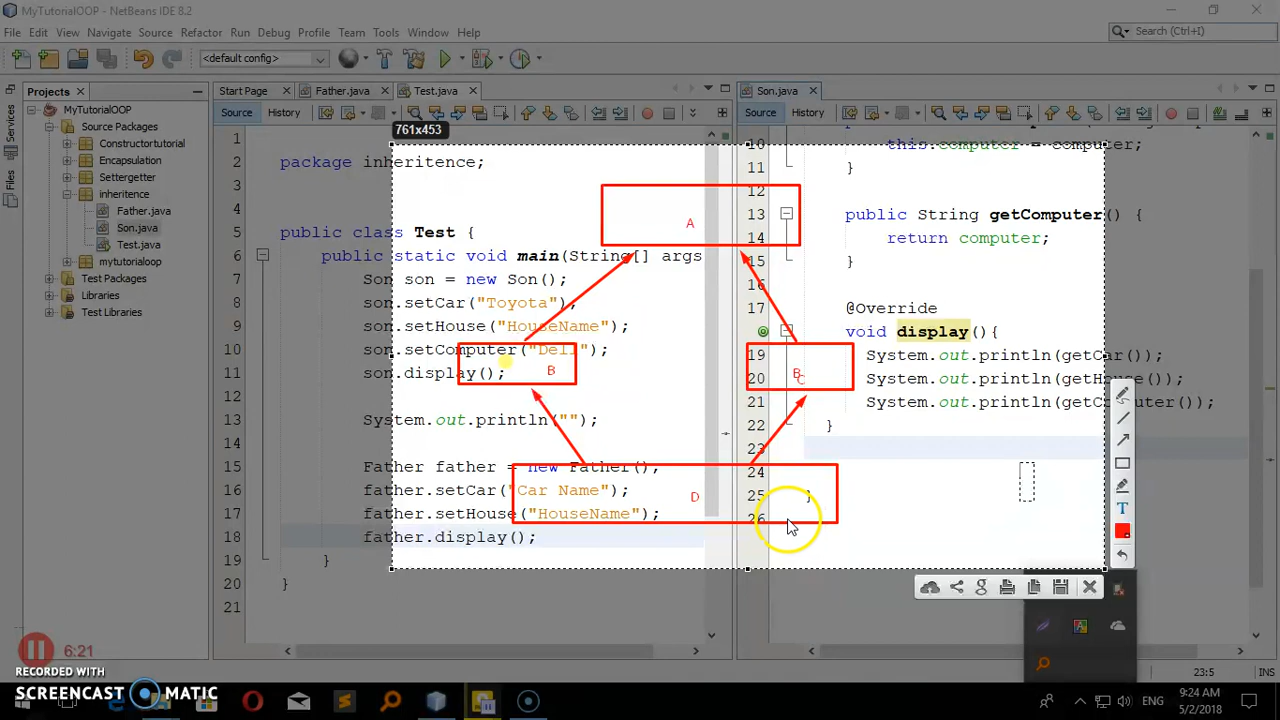 MyTutorialOOP - NetBeans IDE 8.2
File Edit View Navigate Source Refactor Run Debug Profile Team Tools Window Help
Search (Ctrl+I)
<default config>
Projects
Services
Files
MyTutorialOOP
Source Packages
Constructortutorial
Encapsulation
Settergetter
inheritence
Father.java
Son.java
Test.java
mytutorialoop
Test Packages
Libraries
Test Libraries
Start Page Father.java Test.java
Source History
761x453
1
2 package inheritence;
3
4
5 public class Test {
6 public static void main(String[] args
7 Son son = new Son();
8 son.setCar("Toyota");
9 son.setHouse("HouseName");
10 son.setComputer("Dell");
11 son.display();
12
13 System.out.println("");
14
15 Father father = new Father();
16 father.setCar("Car Name");
17 father.setHouse("HouseName");
18 father.display();
19 }
20 }
21
Son.java
Source History
10 this.computer = computer;
11 }
12
13 public String getComputer() {
14 return computer;
15 }
16
17 @Override
void display(){
19 System.out.println(getCar());
20 System.out.println(getHouse());
21 System.out.println(getComputer());
22 }
23
24
25 }
26
A
B
B
C
D
T
23:5 INS
6:21
RECORDED WITH
SCREENCAST MATIC
ENG
9:24 AM
5/2/2018